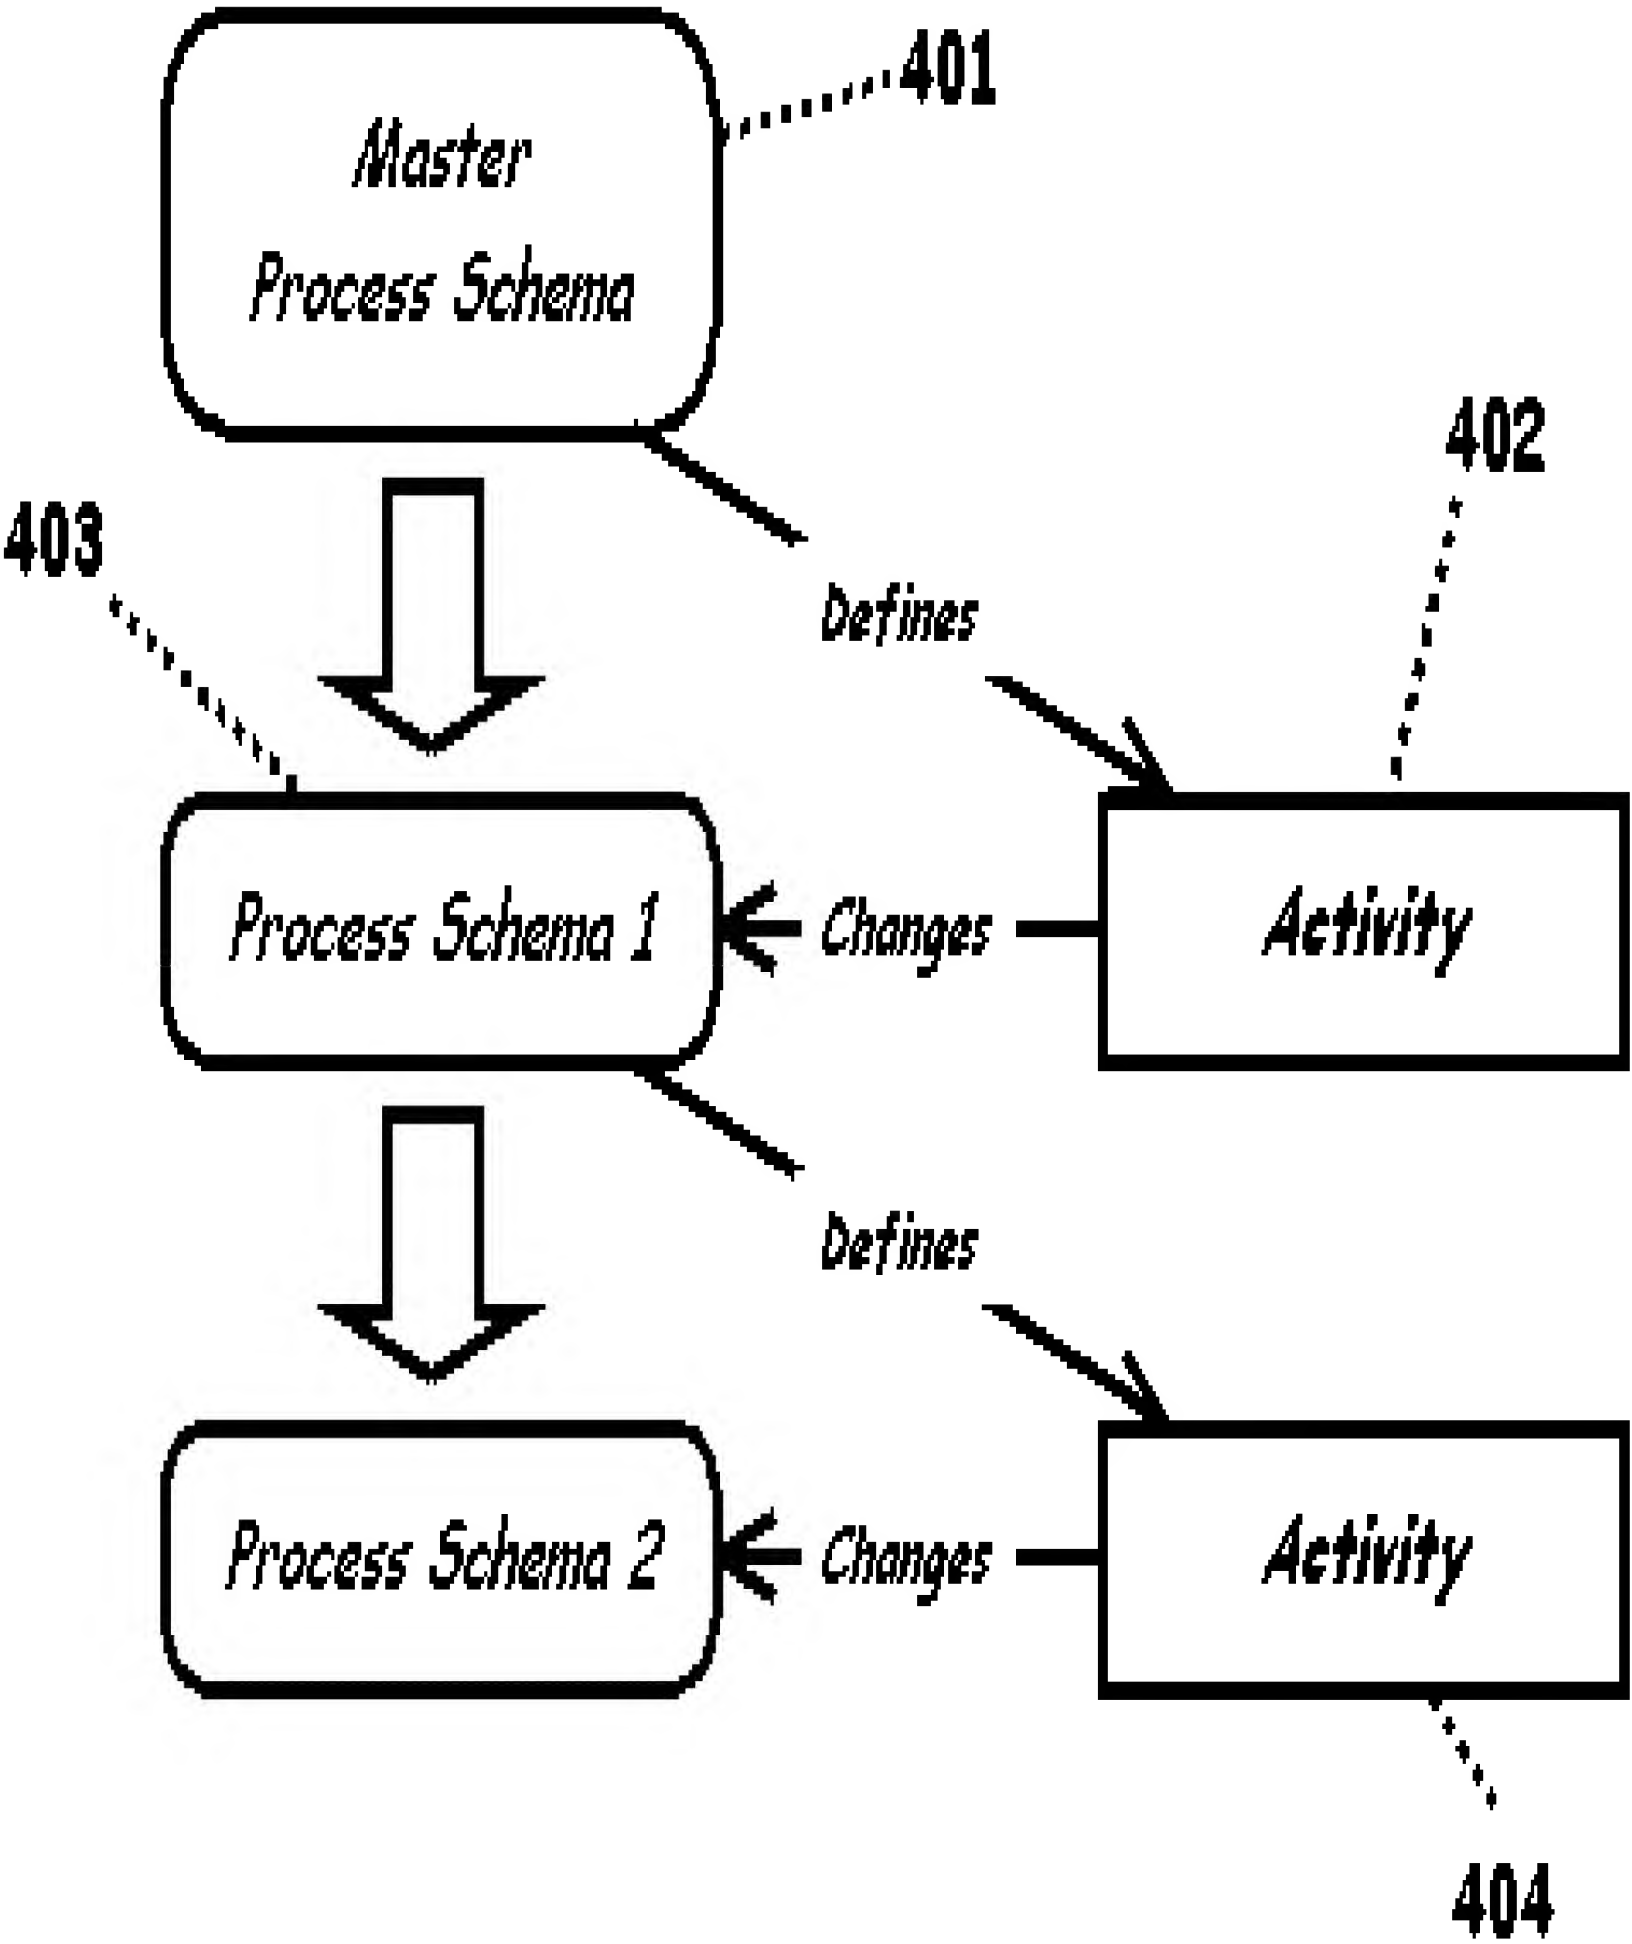 401
Master
Process Schema
402
403
Defines
Process Schema 1
Changes
Activity
Defines
Process Schema 2
Changes
Activity
404